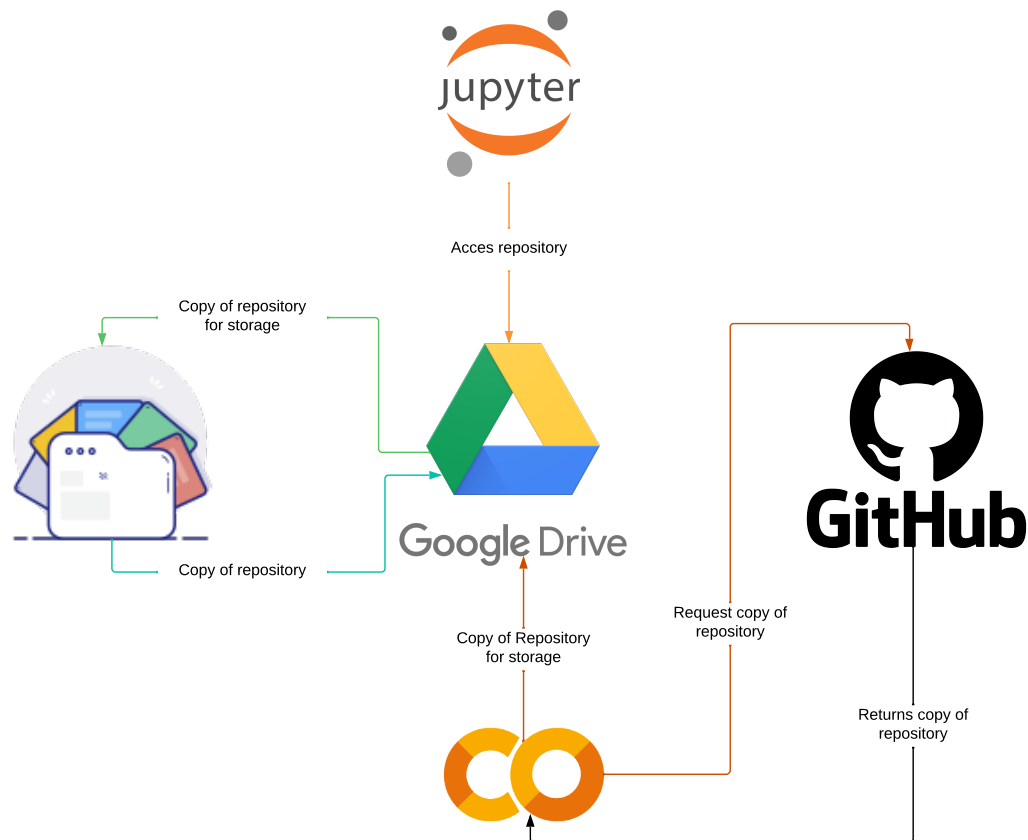 jupyter
Acces repository
Copy of repository
for storage
Google Drive
GitHub
Copy of repository
Request copy of
repository
Copy of Repository
for storage
Returns copy of
repository